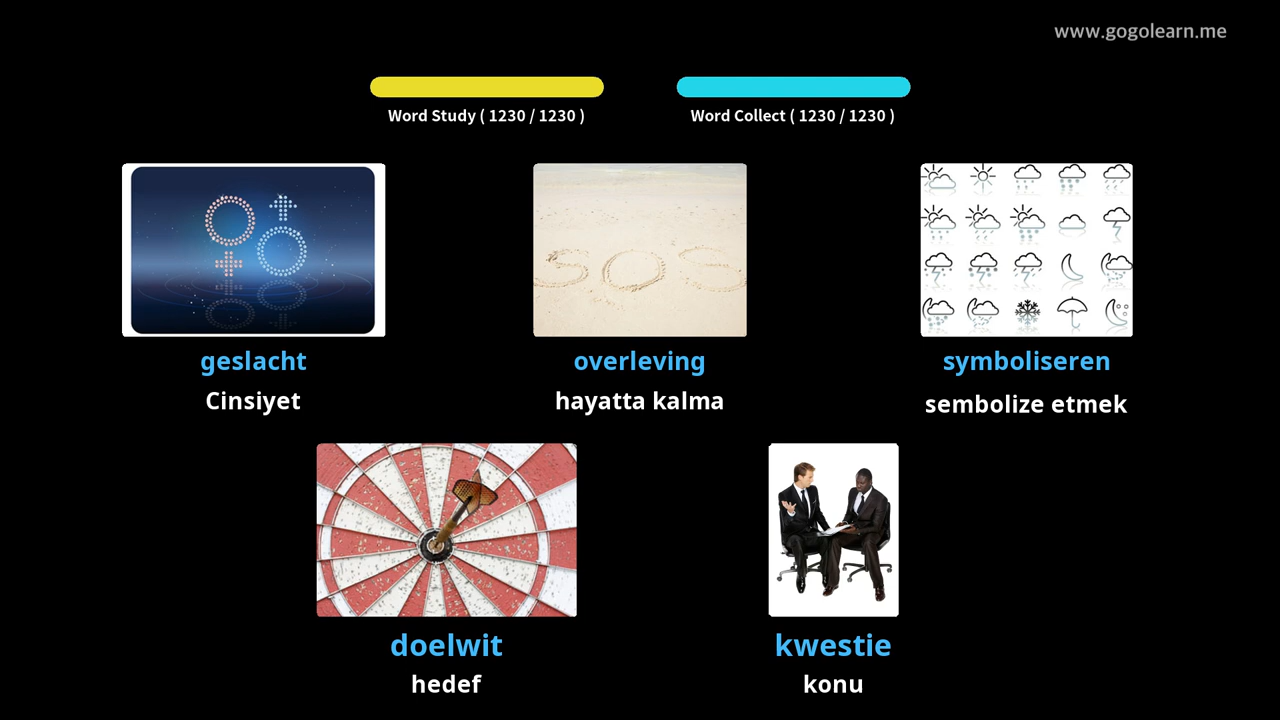 www.gogolearn.me
Word Study ( 1230 / 1230 )
Word Collect ( 1230 / 1230 )
SOS
geslacht
overleving
symboliseren
Cinsiyet
hayatta kalma
sembolize etmek
doelwit
kwestie
hedef
konu